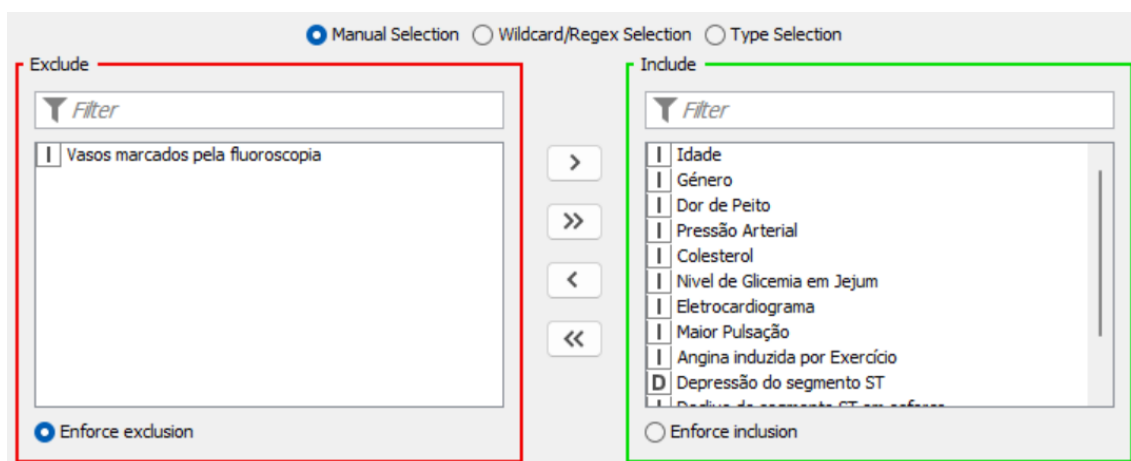 Manual Selection Wildcard/Regex Selection Type Selection
Exclude
Filter
I Vasos marcados pela fluoroscopia
Enforce exclusion
>
>>
<
<<
Include
Filter
I Idade
I Género
I Dor de Peito
I Pressão Arterial
I Colesterol
I Nivel de Glicemia em Jejum
I Eletrocardiograma
I Maior Pulsação
I Angina induzida por Exercício
D Depressão do segmento ST
Enforce inclusion